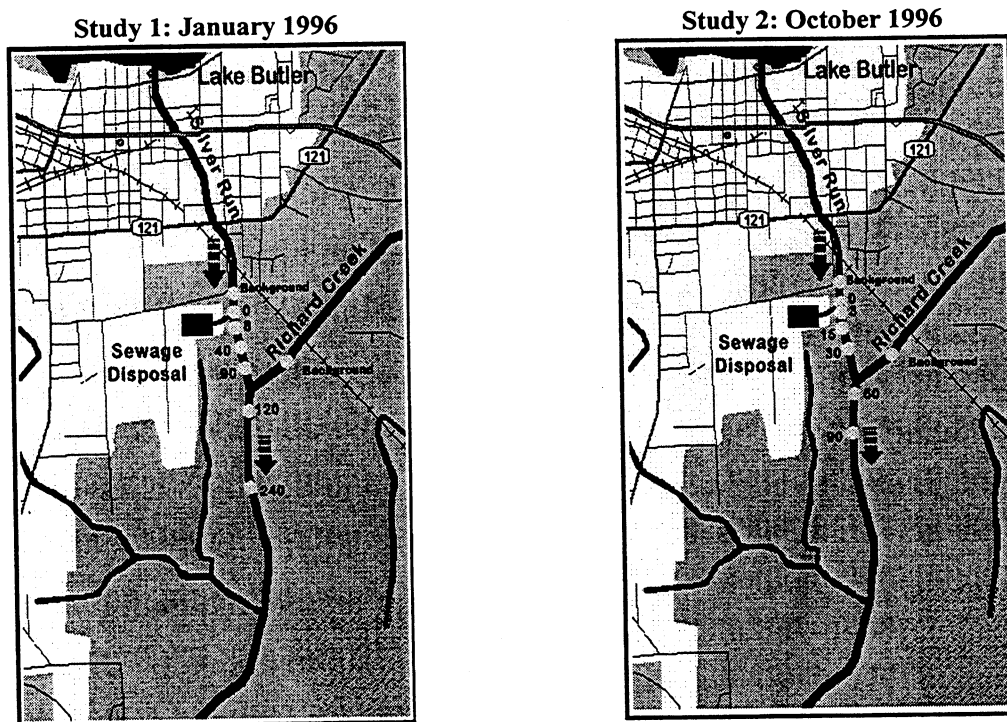 Study 1: January 1996
Lake Butler
Silver Run
121
121
Background
0
8
Richard Creek
40
Sewage
Disposal
90
Background
120
240
Study 2: October 1996
Lake Butler
Silver Run
121
121
Background
0
Richard Creek
15
Sewage
Disposal
30
60
90